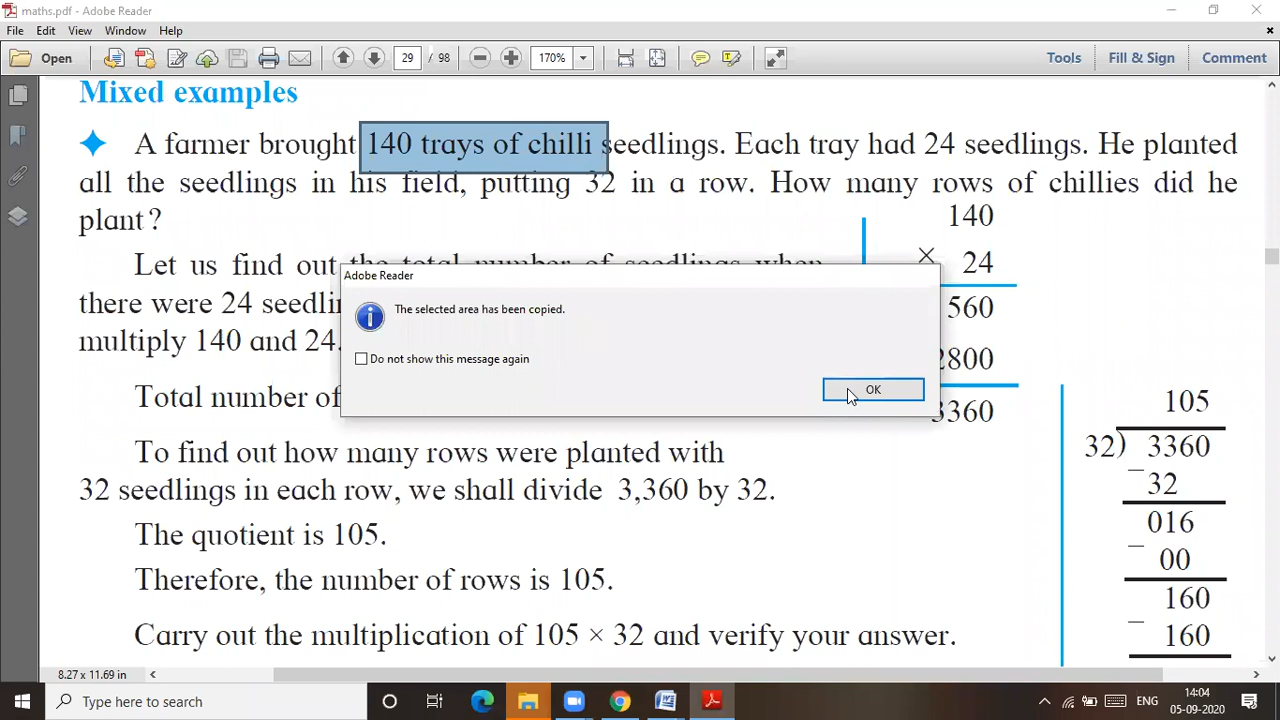 maths.pdf - Adobe Reader
File Edit View Window Help
Open 29 / 98 170% Tools Fill & Sign Comment
Mixed examples
A farmer brought 140 trays of chilli seedlings. Each tray had 24 seedlings. He planted
all the seedlings in his field, putting 32 in a row. How many rows of chillies did he
plant?
140
Let us find out the total number of seedlings when
× 24
Adobe Reader
there were 24 seedli
The selected area has been copied.
560
multiply 140 and 24.
Do not show this message again
2800
OK
Total number of
3360
105
To find out how many rows were planted with
32) 3360
32 seedlings in each row, we shall divide 3,360 by 32.
− 32
The quotient is 105.
016
− 00
Therefore, the number of rows is 105.
160
Carry out the multiplication of 105 × 32 and verify your answer.
− 160
8.27 x 11.69 in
Type here to search
ENG
14:04
05-09-2020